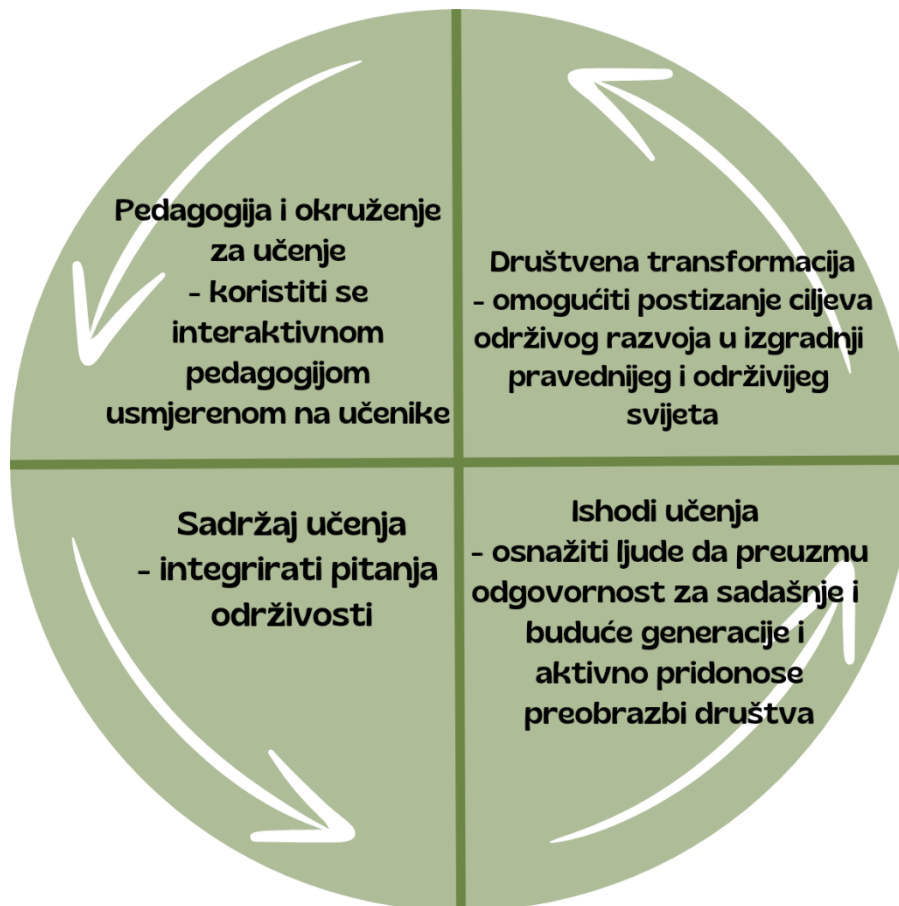 Pedagogija i okruženje
za učenje
- koristiti se
interaktivnom
pedagogijom
usmjerenom na učenike
Društvena transformacija
- omogućiti postizanje ciljeva
održivog razvoja u izgradnji
pravednijeg i održivijeg
svijeta
Sadržaj učenja
- integrirati pitanja
održivosti
Ishodi učenja
- osnažiti ljude da preuzmu
odgovornost za sadašnje i
buduće generacije i
aktivno pridonose
preobrazbi društva